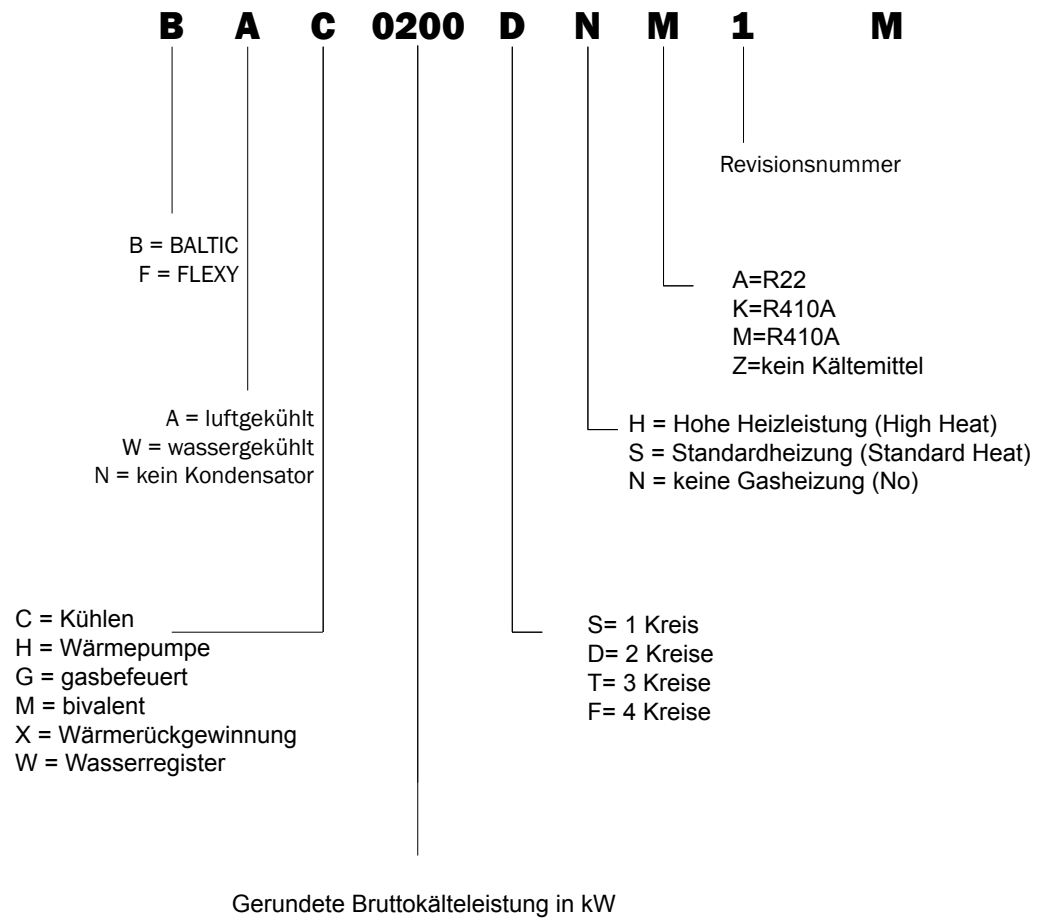 B A C 0200 D N M 1 M
Revisionsnummer
B = BALTIC
F = FLEXY
A=R22
K=R410A
M=R410A
Z=kein Kältemittel
A = luftgekühlt
W = wassergekühlt
N = kein Kondensator
H = Hohe Heizleistung (High Heat)
S = Standardheizung (Standard Heat)
N = keine Gasheizung (No)
C = Kühlen
H = Wärmepumpe
G = gasbefeuert
M = bivalent
X = Wärmerückgewinnung
W = Wasserregister
S= 1 Kreis
D= 2 Kreise
T= 3 Kreise
F= 4 Kreise
Gerundete Bruttokälteleistung in kW